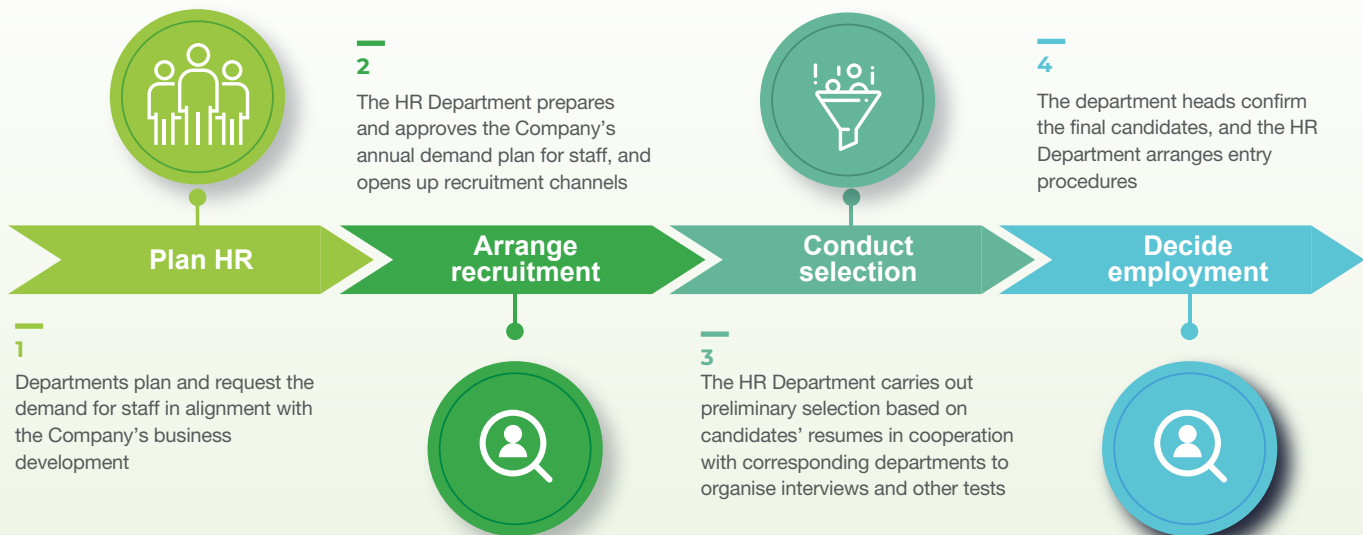 Plan HR
1
Departments plan and request the
demand for staff in alignment with
the Company’s business
development
Arrange
recruitment
2
The HR Department prepares
and approves the Company’s
annual demand plan for staff, and
opens up recruitment channels
Conduct
selection
3
The HR Department carries out
preliminary selection based on
candidates’ resumes in cooperation
with corresponding departments to
organise interviews and other tests
Decide
employment
4
The department heads confirm
the final candidates, and the HR
Department arranges entry
procedures